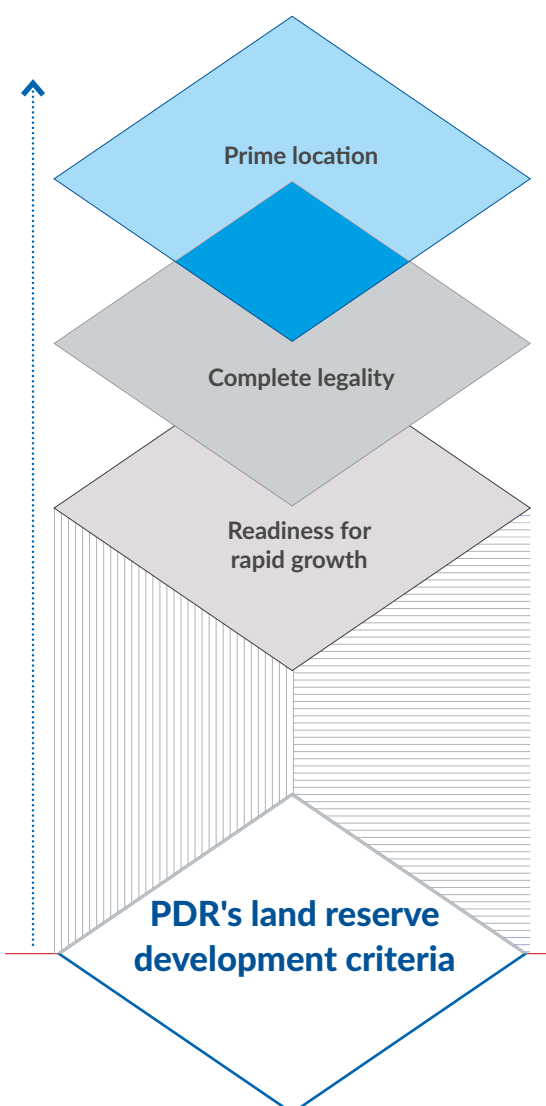 Prime location
Complete legality
Readiness for
rapid growth
PDR's land reserve
development criteria